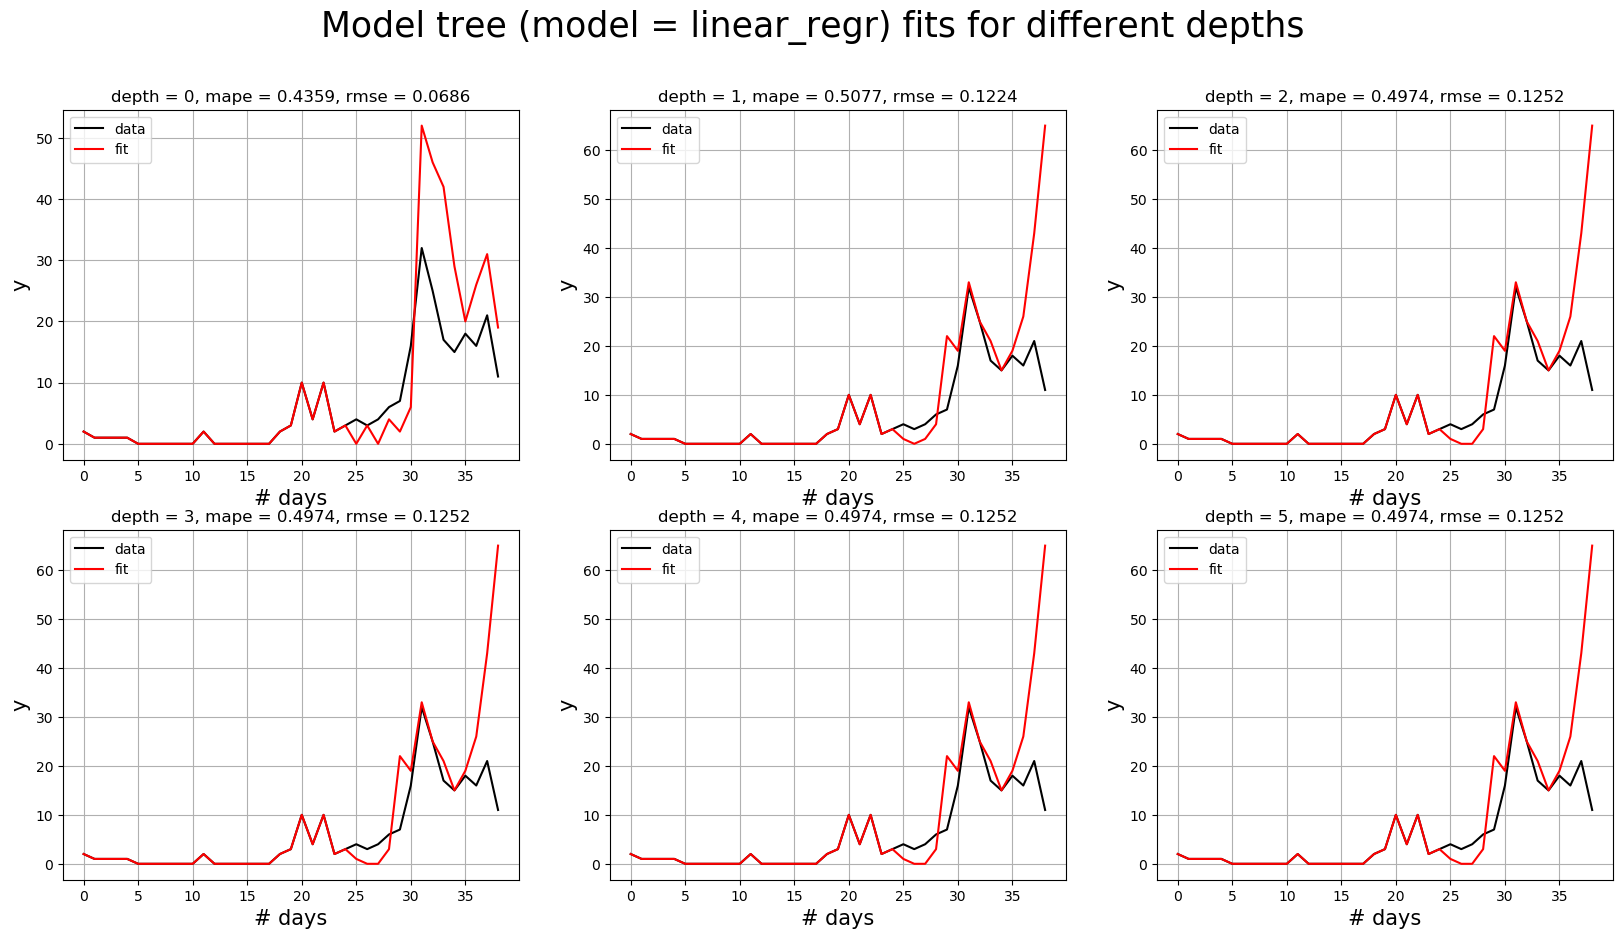 Model tree (model = linear_regr) fits for different depths
depth = 0, mape = 0.4359, rmse = 0.0686
data
fit
50
40
30
20
10
0
y
0 5 10 15 20 25 30 35
# days
depth = 1, mape = 0.5077, rmse = 0.1224
data
fit
60
50
40
30
20
10
0
y
0 5 10 15 20 25 30 35
# days
depth = 2, mape = 0.4974, rmse = 0.1252
data
fit
60
50
40
30
20
10
0
y
0 5 10 15 20 25 30 35
# days
depth = 3, mape = 0.4974, rmse = 0.1252
data
fit
60
50
40
30
20
10
0
y
0 5 10 15 20 25 30 35
# days
depth = 4, mape = 0.4974, rmse = 0.1252
data
fit
60
50
40
30
20
10
0
y
0 5 10 15 20 25 30 35
# days
depth = 5, mape = 0.4974, rmse = 0.1252
data
fit
60
50
40
30
20
10
0
y
0 5 10 15 20 25 30 35
# days